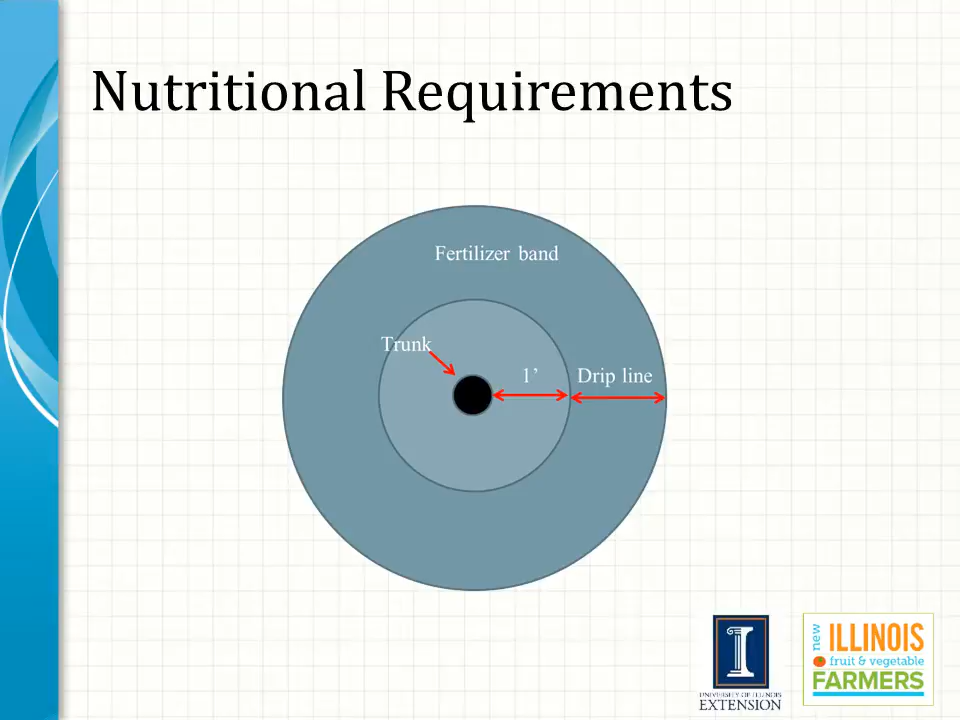 Nutritional Requirements
Fertilizer band
Trunk
1’
Drip line
UNIVERSITY OF ILLINOIS
EXTENSION
new
ILLINOIS
fruit & vegetable
FARMERS